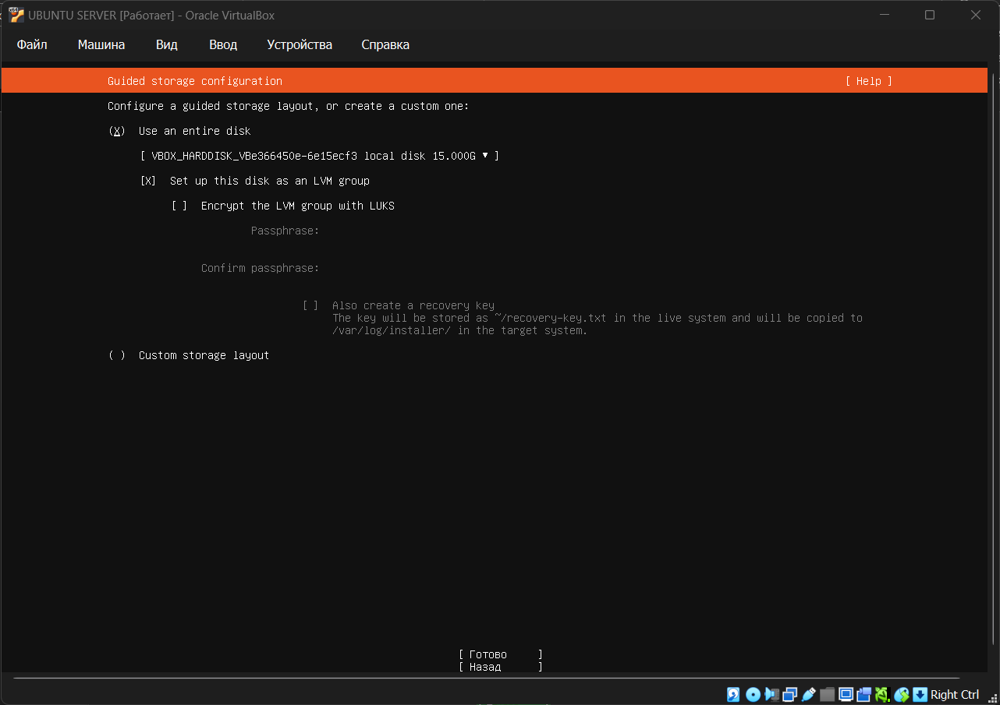 UBUNTU SERVER [Работает] - Oracle VirtualBox
Файл Машина Вид Ввод Устройства Справка
Guided storage configuration [ Help ]
Configure a guided storage layout, or create a custom one:
(X) Use an entire disk
[ VBOX_HARDDISK_VBe366450e-6e15ecf3 local disk 15.000G ▾ ]
[X] Set up this disk as an LVM group
[ ] Encrypt the LVM group with LUKS
Passphrase:
Confirm passphrase:
[ ] Also create a recovery key
The key will be stored as ~/recovery-key.txt in the live system and will be copied to
/var/log/installer/ in the target system.
( ) Custom storage layout
[ Готово ]
[ Назад ]
Right Ctrl